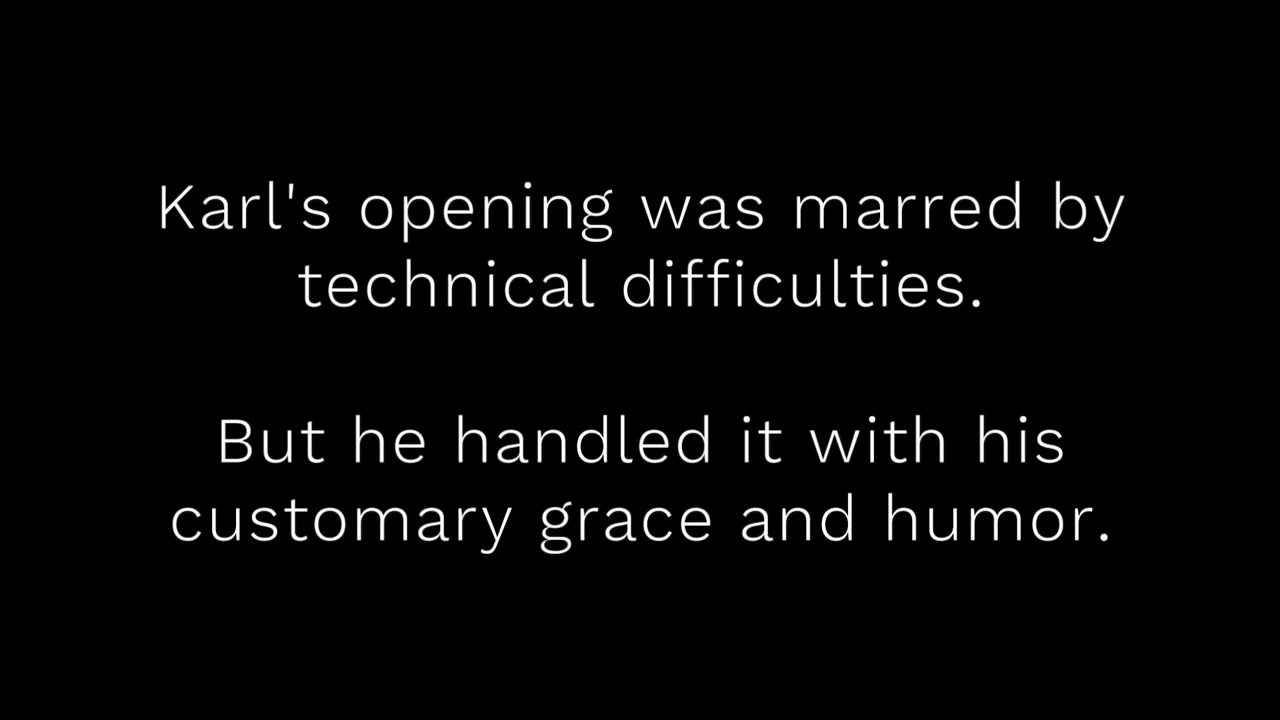 Karl's opening was marred by
technical difficulties.
But he handled it with his
customary grace and humor.